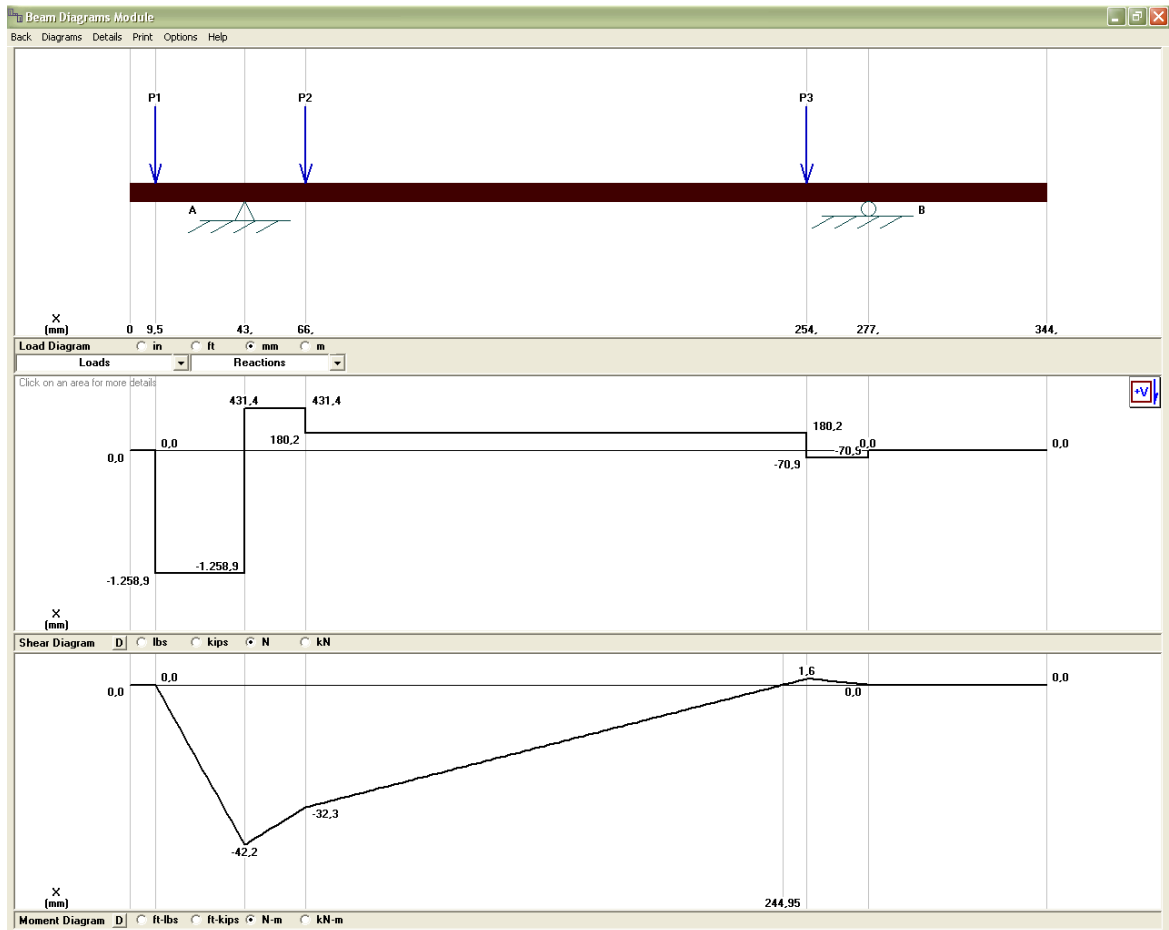 Beam Diagrams Module
Back Diagrams Details Print Options Help
P1 P2 P3
A B
X
(mm) 0 9,5 43, 66, 254, 277, 344,
Load Diagram in ft mm m
Loads Reactions
Click on an area for more details
+V
431,4 431,4
0,0 180,2 180,2 0,0 0,0
0,0 -70,9 -70,9
-1.258,9 -1.258,9
X
(mm)
Shear Diagram D lbs kips N kN
0,0 0,0 1,6 0,0 0,0
-32,3
-42,2
X
(mm) 244,95
Moment Diagram D ft-lbs ft-kips N-m kN-m